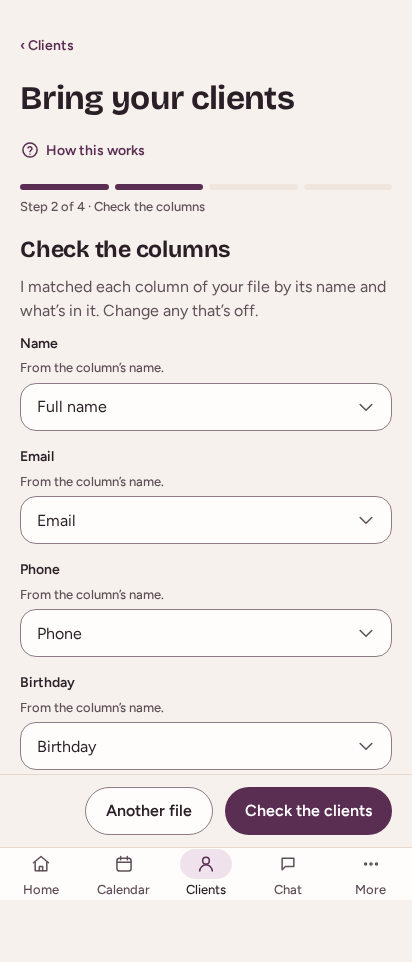 ‹ Clients
Bring your clients
How this works
Step 2 of 4 · Check the columns
Check the columns
I matched each column of your file by its name and
what’s in it. Change any that’s off.
Name
From the column’s name.
Full name
Email
From the column’s name.
Email
Phone
From the column’s name.
Phone
Birthday
From the column’s name.
Birthday
Another file
Check the clients
Home
Calendar
Clients
Chat
More